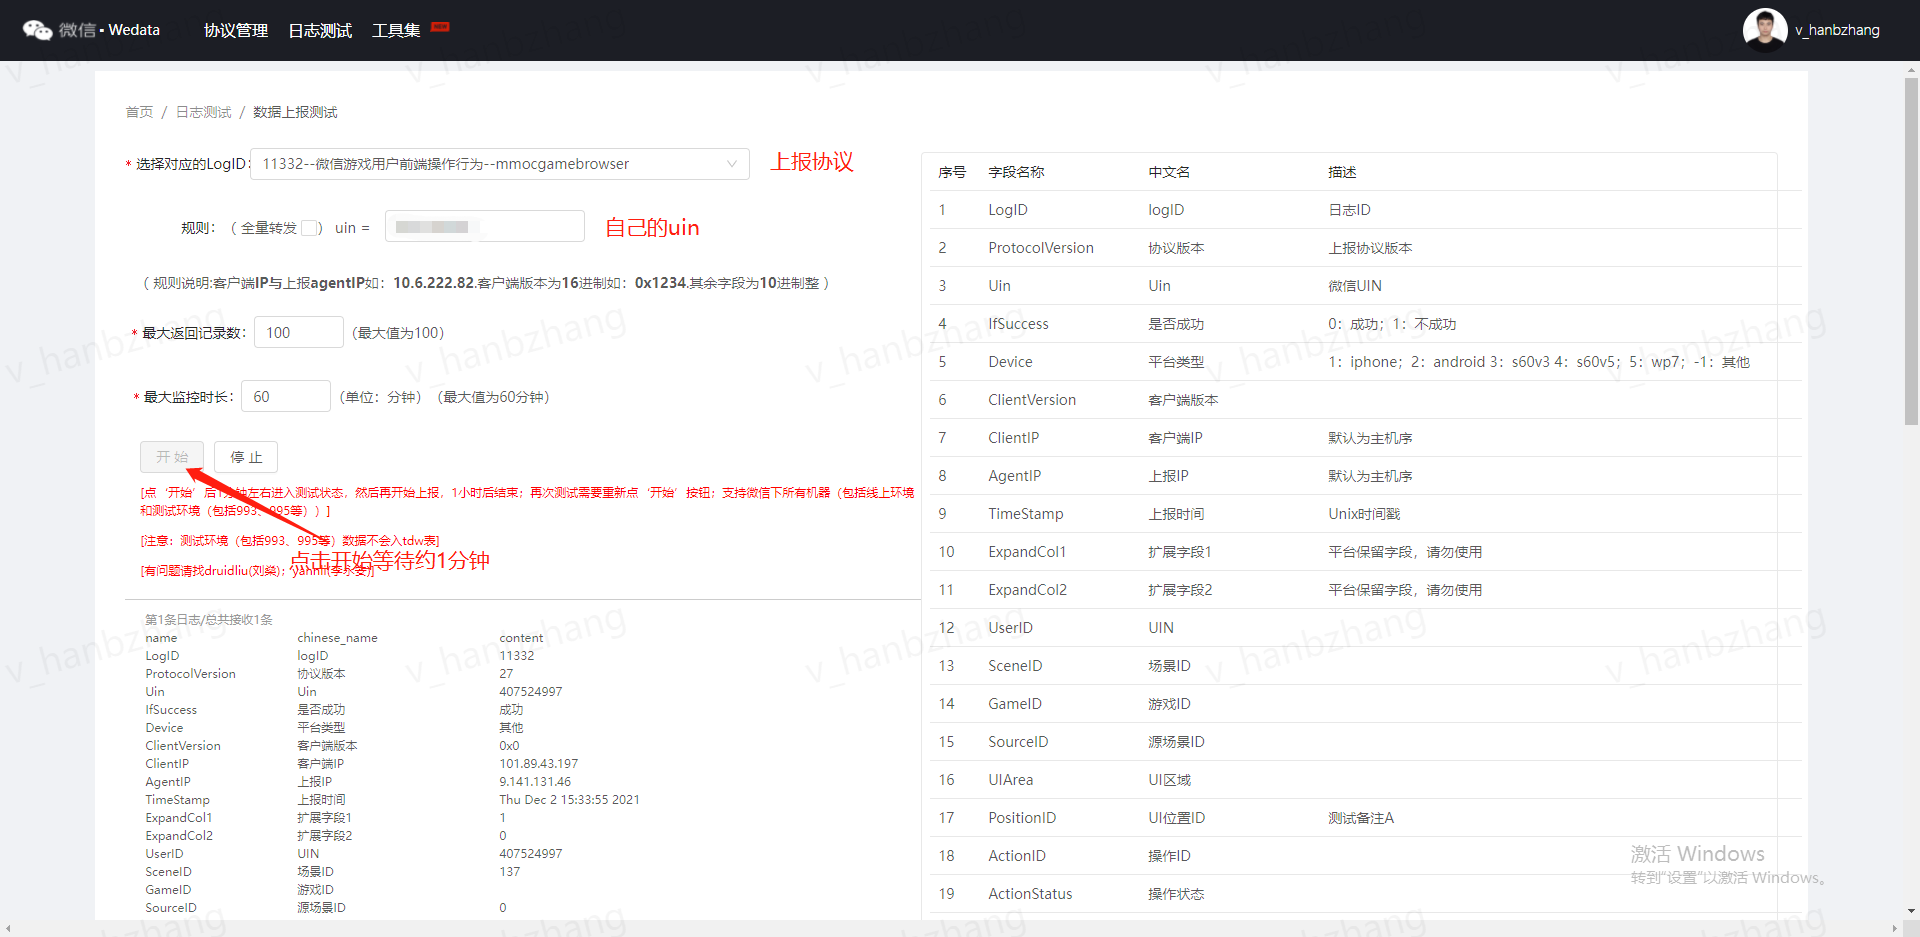 微信 · Wedata 协议管理 日志测试 工具集 NEW v_hanbzhang
首页 / 日志测试 / 数据上报测试
* 选择对应的LogID: 11332--微信游戏用户前端操作行为--mmocgamebrowser 上报协议
规则：（ 全量转发 ） uin = 自己的uin
（ 规则说明:客户端IP与上报agentIP如：10.6.222.82.客户端版本为16进制如：0x1234.其余字段为10进制整 ）
* 最大返回记录数： 100 （最大值为100）
* 最大监控时长： 60 （单位：分钟）（最大值为60分钟）
开 始 停 止
[点‘开始’后1分钟左右进入测试状态，然后再开始上报，1小时后结束；再次测试需要重新点‘开始’按钮；支持微信下所有机器（包括线上环境
和测试环境（包括993、995等））]
[注意：测试环境（包括993、995等）数据不会入tdw表]
点击开始等待约1分钟
[有问题请找druidliu(刘燊)；
第1条日志/总共接收1条
name chinese_name content
LogID logID 11332
ProtocolVersion 协议版本 27
Uin Uin 407524997
IfSuccess 是否成功 成功
Device 平台类型 其他
ClientVersion 客户端版本 0x0
ClientIP 客户端IP 101.89.43.197
AgentIP 上报IP 9.141.131.46
TimeStamp 上报时间 Thu Dec 2 15:33:55 2021
ExpandCol1 扩展字段1 1
ExpandCol2 扩展字段2 0
UserID UIN 407524997
SceneID 场景ID 137
GameID 游戏ID
SourceID 源场景ID 0
序号 字段名称 中文名 描述
1 LogID logID 日志ID
2 ProtocolVersion 协议版本 上报协议版本
3 Uin Uin 微信UIN
4 IfSuccess 是否成功 0：成功；1：不成功
5 Device 平台类型 1：iphone；2：android 3：s60v3 4：s60v5；5：wp7；-1：其他
6 ClientVersion 客户端版本
7 ClientIP 客户端IP 默认为主机序
8 AgentIP 上报IP 默认为主机序
9 TimeStamp 上报时间 Unix时间戳
10 ExpandCol1 扩展字段1 平台保留字段，请勿使用
11 ExpandCol2 扩展字段2 平台保留字段，请勿使用
12 UserID UIN
13 SceneID 场景ID
14 GameID 游戏ID
15 SourceID 源场景ID
16 UIArea UI区域
17 PositionID UI位置ID 测试备注A
18 ActionID 操作ID
19 ActionStatus 操作状态
激活 Windows
转到“设置”以激活 Windows。
v_hanbzhang